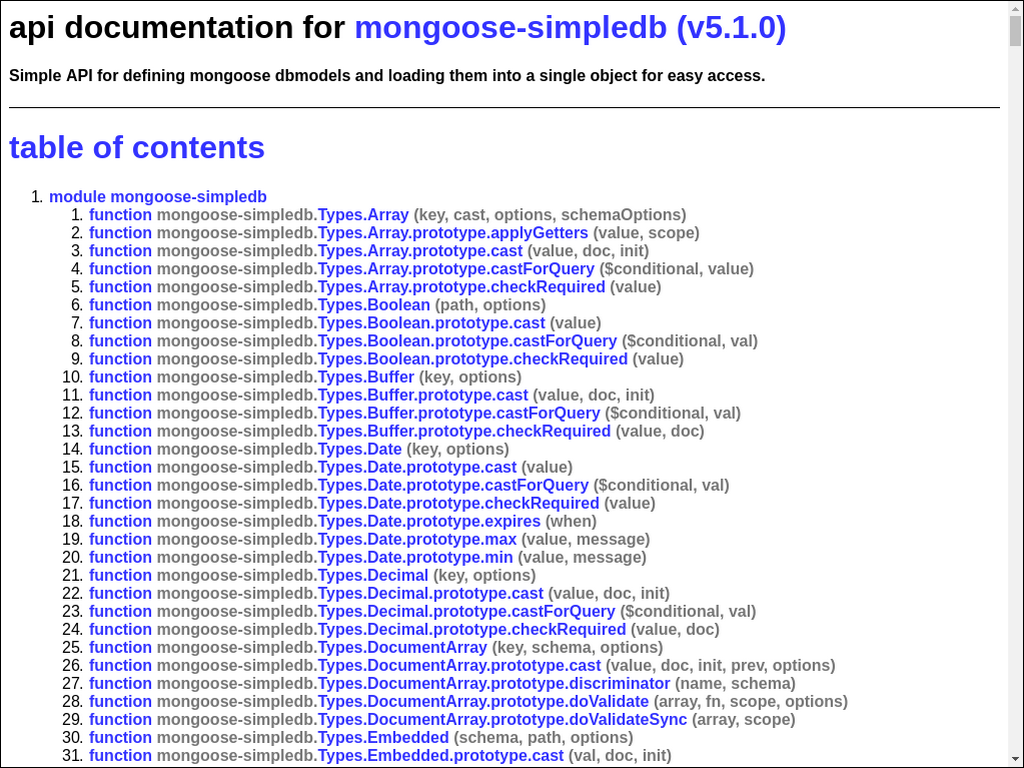 api documentation for mongoose-simpledb (v5.1.0)
Simple API for defining mongoose dbmodels and loading them into a single object for easy access.
table of contents
1. module mongoose-simpledb
1. function mongoose-simpledb.Types.Array (key, cast, options, schemaOptions)
2. function mongoose-simpledb.Types.Array.prototype.applyGetters (value, scope)
3. function mongoose-simpledb.Types.Array.prototype.cast (value, doc, init)
4. function mongoose-simpledb.Types.Array.prototype.castForQuery ($conditional, value)
5. function mongoose-simpledb.Types.Array.prototype.checkRequired (value)
6. function mongoose-simpledb.Types.Boolean (path, options)
7. function mongoose-simpledb.Types.Boolean.prototype.cast (value)
8. function mongoose-simpledb.Types.Boolean.prototype.castForQuery ($conditional, val)
9. function mongoose-simpledb.Types.Boolean.prototype.checkRequired (value)
10. function mongoose-simpledb.Types.Buffer (key, options)
11. function mongoose-simpledb.Types.Buffer.prototype.cast (value, doc, init)
12. function mongoose-simpledb.Types.Buffer.prototype.castForQuery ($conditional, val)
13. function mongoose-simpledb.Types.Buffer.prototype.checkRequired (value, doc)
14. function mongoose-simpledb.Types.Date (key, options)
15. function mongoose-simpledb.Types.Date.prototype.cast (value)
16. function mongoose-simpledb.Types.Date.prototype.castForQuery ($conditional, val)
17. function mongoose-simpledb.Types.Date.prototype.checkRequired (value)
18. function mongoose-simpledb.Types.Date.prototype.expires (when)
19. function mongoose-simpledb.Types.Date.prototype.max (value, message)
20. function mongoose-simpledb.Types.Date.prototype.min (value, message)
21. function mongoose-simpledb.Types.Decimal (key, options)
22. function mongoose-simpledb.Types.Decimal.prototype.cast (value, doc, init)
23. function mongoose-simpledb.Types.Decimal.prototype.castForQuery ($conditional, val)
24. function mongoose-simpledb.Types.Decimal.prototype.checkRequired (value, doc)
25. function mongoose-simpledb.Types.DocumentArray (key, schema, options)
26. function mongoose-simpledb.Types.DocumentArray.prototype.cast (value, doc, init, prev, options)
27. function mongoose-simpledb.Types.DocumentArray.prototype.discriminator (name, schema)
28. function mongoose-simpledb.Types.DocumentArray.prototype.doValidate (array, fn, scope, options)
29. function mongoose-simpledb.Types.DocumentArray.prototype.doValidateSync (array, scope)
30. function mongoose-simpledb.Types.Embedded (schema, path, options)
31. function mongoose-simpledb.Types.Embedded.prototype.cast (val, doc, init)